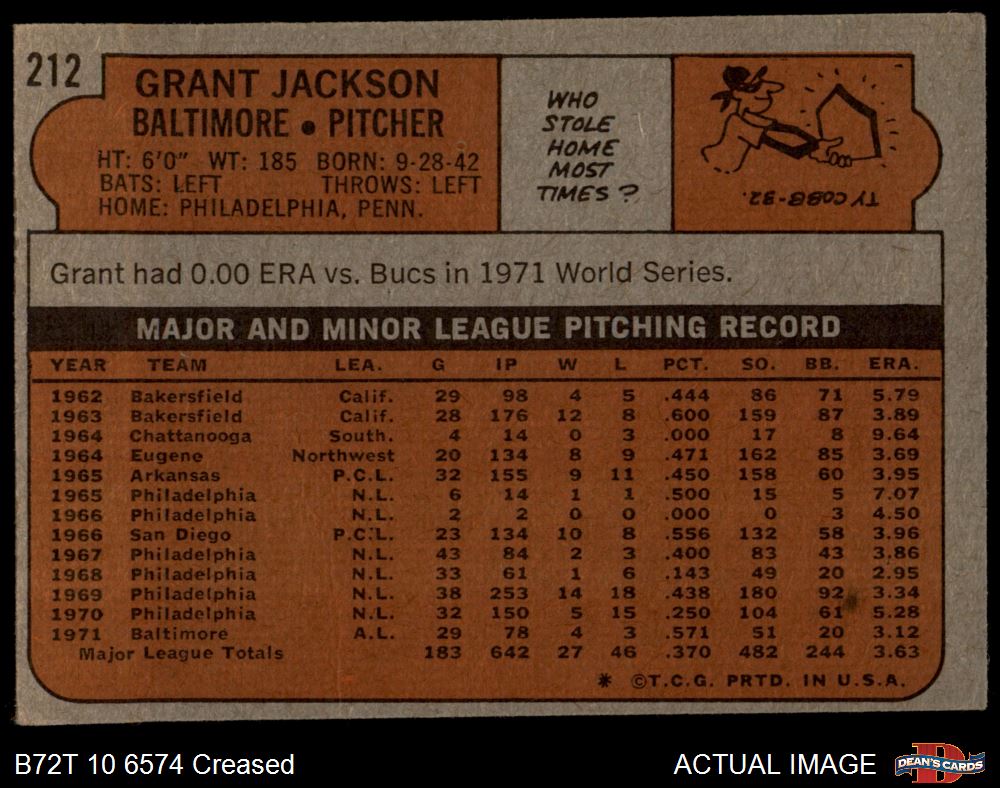 212
GRANT JACKSON
BALTIMORE • PITCHER
HT: 6'0" WT: 185 BORN: 9-28-42
BATS: LEFT THROWS: LEFT
HOME: PHILADELPHIA, PENN.
WHO
STOLE
HOME
MOST
TIMES?
TY COBB-32.
Grant had 0.00 ERA vs. Bucs in 1971 World Series.
MAJOR AND MINOR LEAGUE PITCHING RECORD
YEAR TEAM LEA. G IP W L PCT. SO. BB. ERA.
1962 Bakersfield Calif. 29 98 4 5 .444 86 71 5.79
1963 Bakersfield Calif. 28 176 12 8 .600 159 87 3.89
1964 Chattanooga South. 4 14 0 3 .000 17 8 9.64
1964 Eugene Northwest 20 134 8 9 .471 162 85 3.69
1965 Arkansas P.C.L. 32 155 9 11 .450 158 60 3.95
1965 Philadelphia N.L. 6 14 1 1 .500 15 5 7.07
1966 Philadelphia N.L. 2 2 0 0 .000 0 3 4.50
1966 San Diego P.C.L. 23 134 10 8 .556 132 58 3.96
1967 Philadelphia N.L. 43 84 2 3 .400 83 43 3.86
1968 Philadelphia N.L. 33 61 1 6 .143 49 20 2.95
1969 Philadelphia N.L. 38 253 14 18 .438 180 92 3.34
1970 Philadelphia N.L. 32 150 5 15 .250 104 61 5.28
1971 Baltimore A.L. 29 78 4 3 .571 51 20 3.12
Major League Totals 183 642 27 46 .370 482 244 3.63
* ©T.C.G. PRTD. IN U.S.A.
B72T 10 6574 Creased
ACTUAL IMAGE
D
DEAN'S CARDS